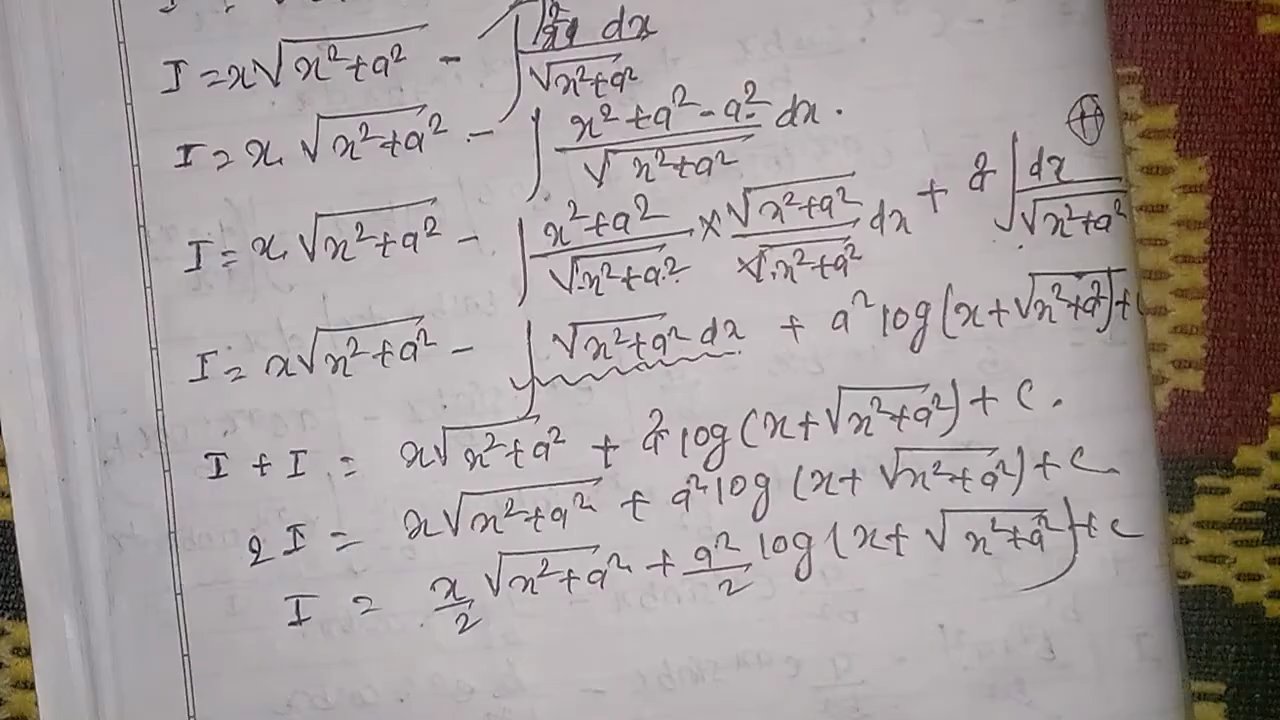 I = x√x²+a² - ∫ x² dx / √x²+a²
I = x √x²+a² - ∫ x²+a²-a² / √x²+a² dx.
I = x √x²+a² - ∫ x²+a² / √x²+a² × √x²+a² / √x²+a² dx + a² ∫ dx / √x²+a²
I = x√x²+a² - ∫ √x²+a² dx + a² log(x+√x²+a²)+c
I + I = x√x²+a² + a² log(x+√x²+a²)+c.
2I = x√x²+a² + a² log(x+√x²+a²)+c
I = x/2 √x²+a² + a²/2 log(x+√x²+a²)+c